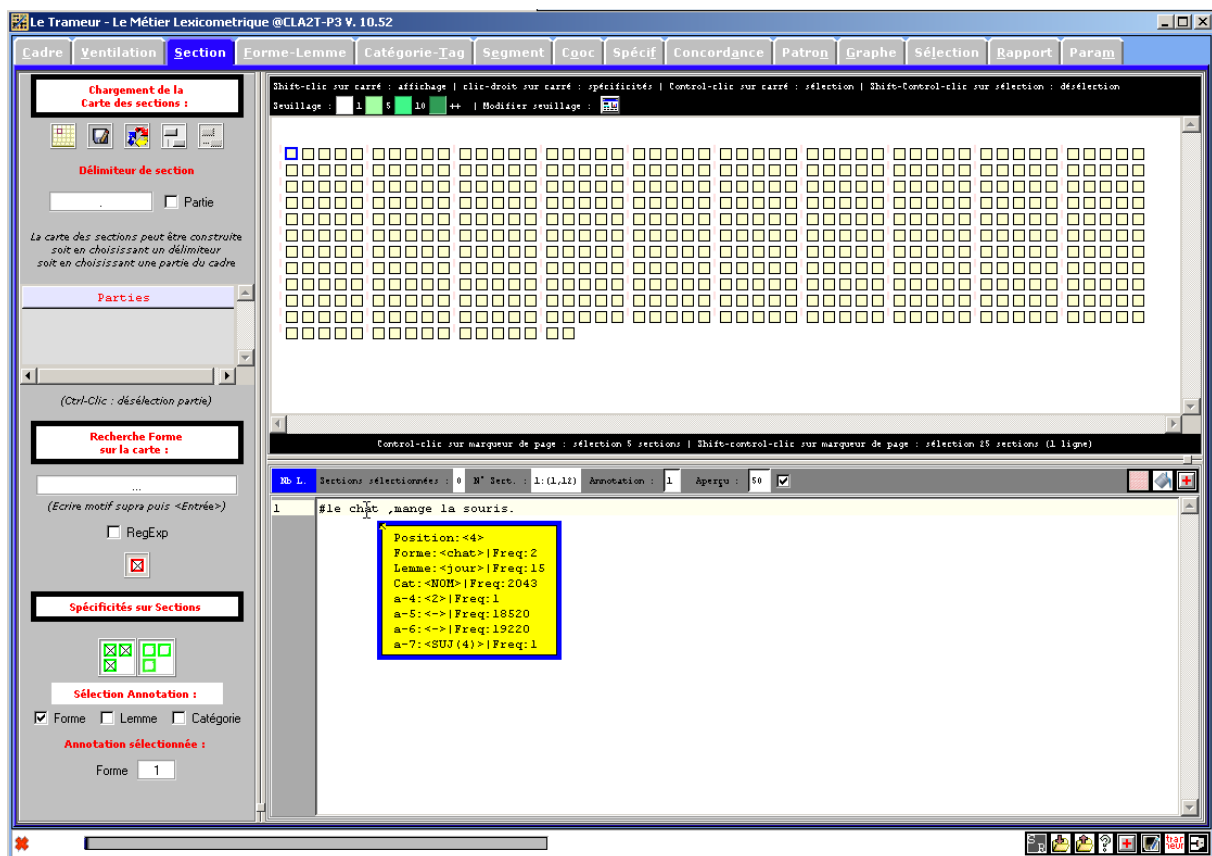 Le Trameur - Le Métier Lexicometrique @CLA2T-P3 V. 10.52
Cadre Ventilation Section Forme-Lemme Catégorie-Tag Segment Cooc Spécif Concordance Patron Graphe Sélection Rapport Param
Chargement de la
Carte des sections :
Délimiteur de section
. Partie
La carte des sections peut être construite
soit en choisissant un délimiteur
soit en choisissant une partie du cadre
Parties
(Ctrl-Clic : désélection partie)
Recherche Forme
sur la carte :
...
(Ecrire motif supra puis <Entrée>)
RegExp
Spécificités sur Sections
Sélection Annotation :
Forme Lemme Catégorie
Annotation sélectionnée :
Forme 1
Shift-clic sur carré : affichage | clic-droit sur carré : spécificités | Control-clic sur carré : sélection | Shift-Control-clic sur sélection : désélection
Seuillage : 1 5 10 ++ | Modifier seuillage :
Control-clic sur marqueur de page : sélection 5 sections | Shift-control-clic sur marqueur de page : sélection 25 sections (1 ligne)
Nb L. Sections sélectionnées : 0 N° Sect. : 1:(1,12) Annotation : 1 Aperçu : 50
1 #le chat ,mange la souris.
Position:<4>
Forme:<chat>|Freq:2
Lemme:<jour>|Freq:15
Cat:<NOM>|Freq:2043
a-4:<2>|Freq:1
a-5:<->|Freq:18520
a-6:<->|Freq:19220
a-7:<SUJ(4)>|Freq:1
S R ? trameur